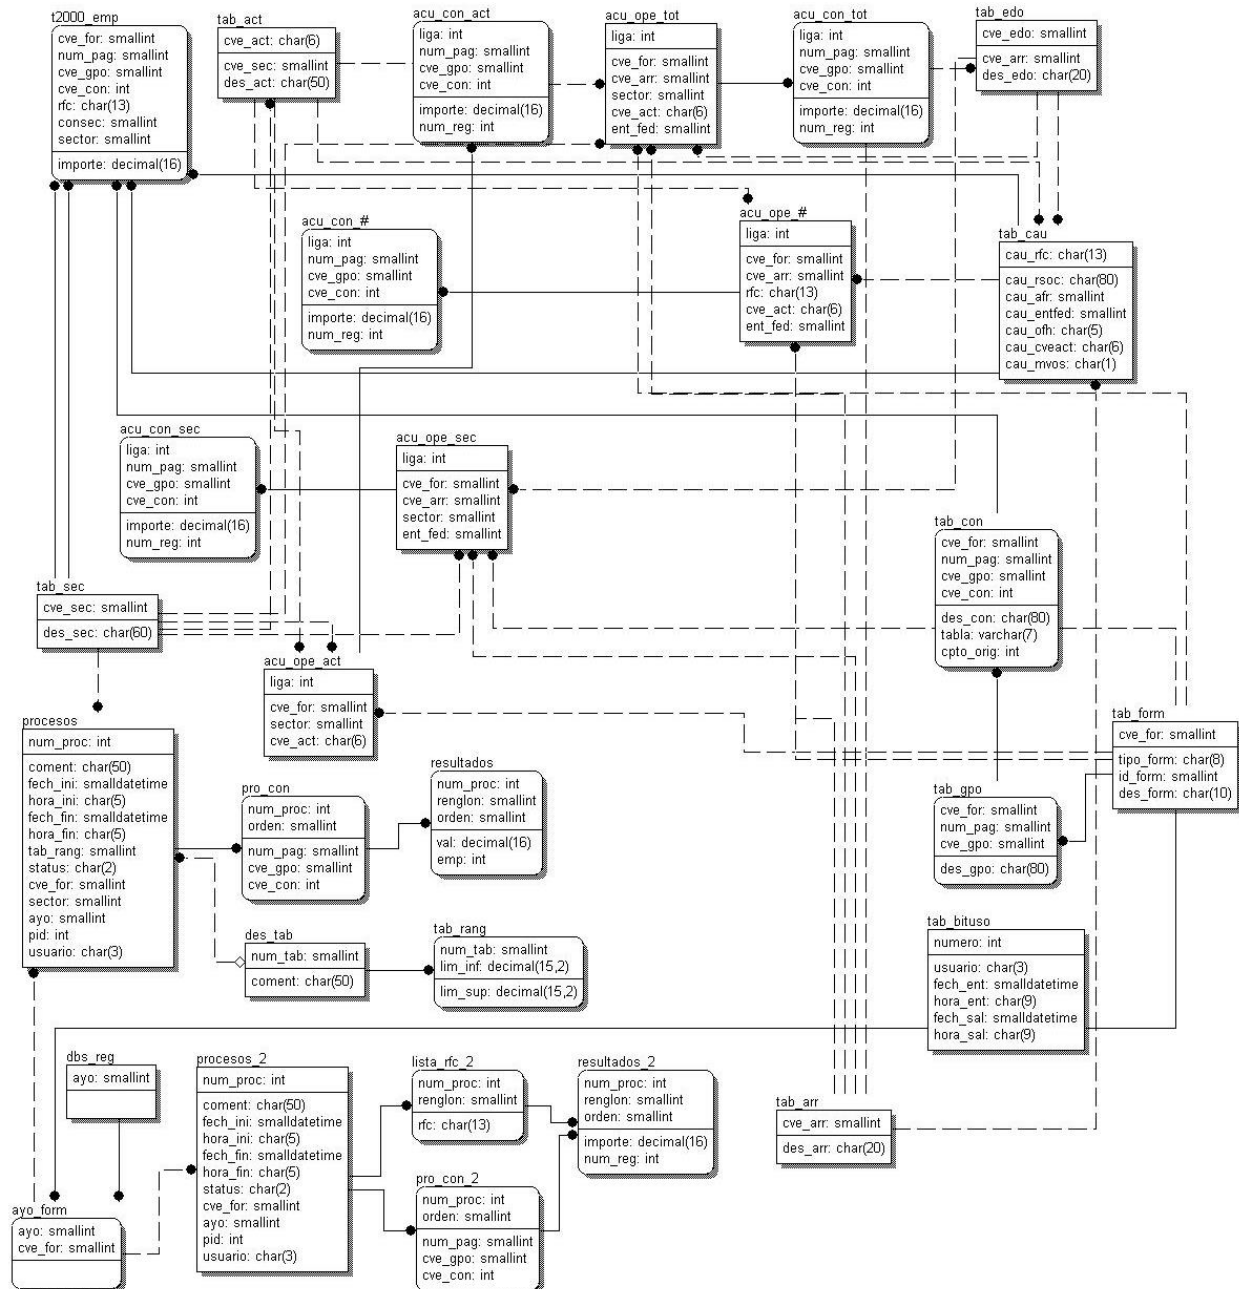 t2000_emp
cve_for: smallint
num_pag: smallint
cve_gpo: smallint
cve_con: int
rfc: char(13)
consec: smallint
sector: smallint
importe: decimal(16)
tab_act
cve_act: char(6)
cve_sec: smallint
des_act: char(50)
acu_con_act
liga: int
num_pag: smallint
cve_gpo: smallint
cve_con: int
importe: decimal(16)
num_reg: int
acu_ope_tot
liga: int
cve_for: smallint
cve_arr: smallint
sector: smallint
cve_act: char(6)
ent_fed: smallint
acu_con_tot
liga: int
num_pag: smallint
cve_gpo: smallint
cve_con: int
importe: decimal(16)
num_reg: int
tab_edo
cve_edo: smallint
cve_arr: smallint
des_edo: char(20)
acu_con_#
liga: int
num_pag: smallint
cve_gpo: smallint
cve_con: int
importe: decimal(16)
num_reg: int
acu_ope_#
liga: int
cve_for: smallint
cve_arr: smallint
rfc: char(13)
cve_act: char(6)
ent_fed: smallint
tab_cau
cau_rfc: char(13)
cau_rsoc: char(80)
cau_afr: smallint
cau_entfed: smallint
cau_ofh: char(5)
cau_cveact: char(6)
cau_mvos: char(1)
acu_con_sec
liga: int
num_pag: smallint
cve_gpo: smallint
cve_con: int
importe: decimal(16)
num_reg: int
acu_ope_sec
liga: int
cve_for: smallint
cve_arr: smallint
sector: smallint
ent_fed: smallint
tab_con
cve_for: smallint
num_pag: smallint
cve_gpo: smallint
cve_con: int
des_con: char(80)
tabla: varchar(7)
cpto_orig: int
tab_sec
cve_sec: smallint
des_sec: char(60)
acu_ope_act
liga: int
cve_for: smallint
sector: smallint
cve_act: char(6)
tab_form
cve_for: smallint
tipo_form: char(8)
id_form: smallint
des_form: char(10)
procesos
num_proc: int
coment: char(50)
fech_ini: smalldatetime
hora_ini: char(5)
fech_fin: smalldatetime
hora_fin: char(5)
tab_rang: smallint
status: char(2)
cve_for: smallint
sector: smallint
ayo: smallint
pid: int
usuario: char(3)
pro_con
num_proc: int
orden: smallint
num_pag: smallint
cve_gpo: smallint
cve_con: int
resultados
num_proc: int
renglon: smallint
orden: smallint
val: decimal(16)
emp: int
tab_gpo
cve_for: smallint
num_pag: smallint
cve_gpo: smallint
des_gpo: char(80)
des_tab
num_tab: smallint
coment: char(50)
tab_rang
num_tab: smallint
lim_inf: decimal(15,2)
lim_sup: decimal(15,2)
tab_bituso
numero: int
usuario: char(3)
fech_ent: smalldatetime
hora_ent: char(9)
fech_sal: smalldatetime
hora_sal: char(9)
dbs_reg
ayo: smallint
procesos_2
num_proc: int
coment: char(50)
fech_ini: smalldatetime
hora_ini: char(5)
fech_fin: smalldatetime
hora_fin: char(5)
status: char(2)
cve_for: smallint
ayo: smallint
pid: int
usuario: char(3)
lista_rfc_2
num_proc: int
renglon: smallint
rfc: char(13)
resultados_2
num_proc: int
renglon: smallint
orden: smallint
importe: decimal(16)
num_reg: int
tab_arr
cve_arr: smallint
des_arr: char(20)
pro_con_2
num_proc: int
orden: smallint
num_pag: smallint
cve_gpo: smallint
cve_con: int
ayo_form
ayo: smallint
cve_for: smallint